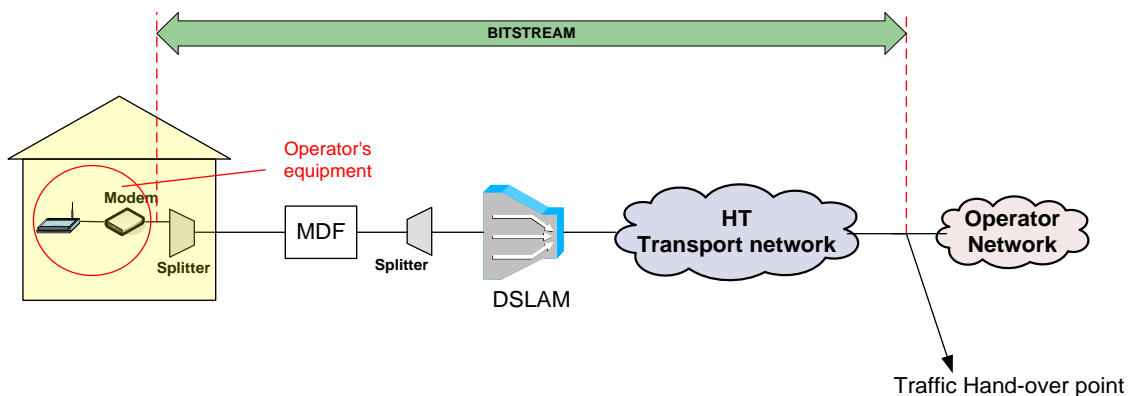 BITSTREAM
Operator's
equipment
Modem
Splitter
MDF
Splitter
DSLAM
HT
Transport network
Operator
Network
Traffic Hand-over point